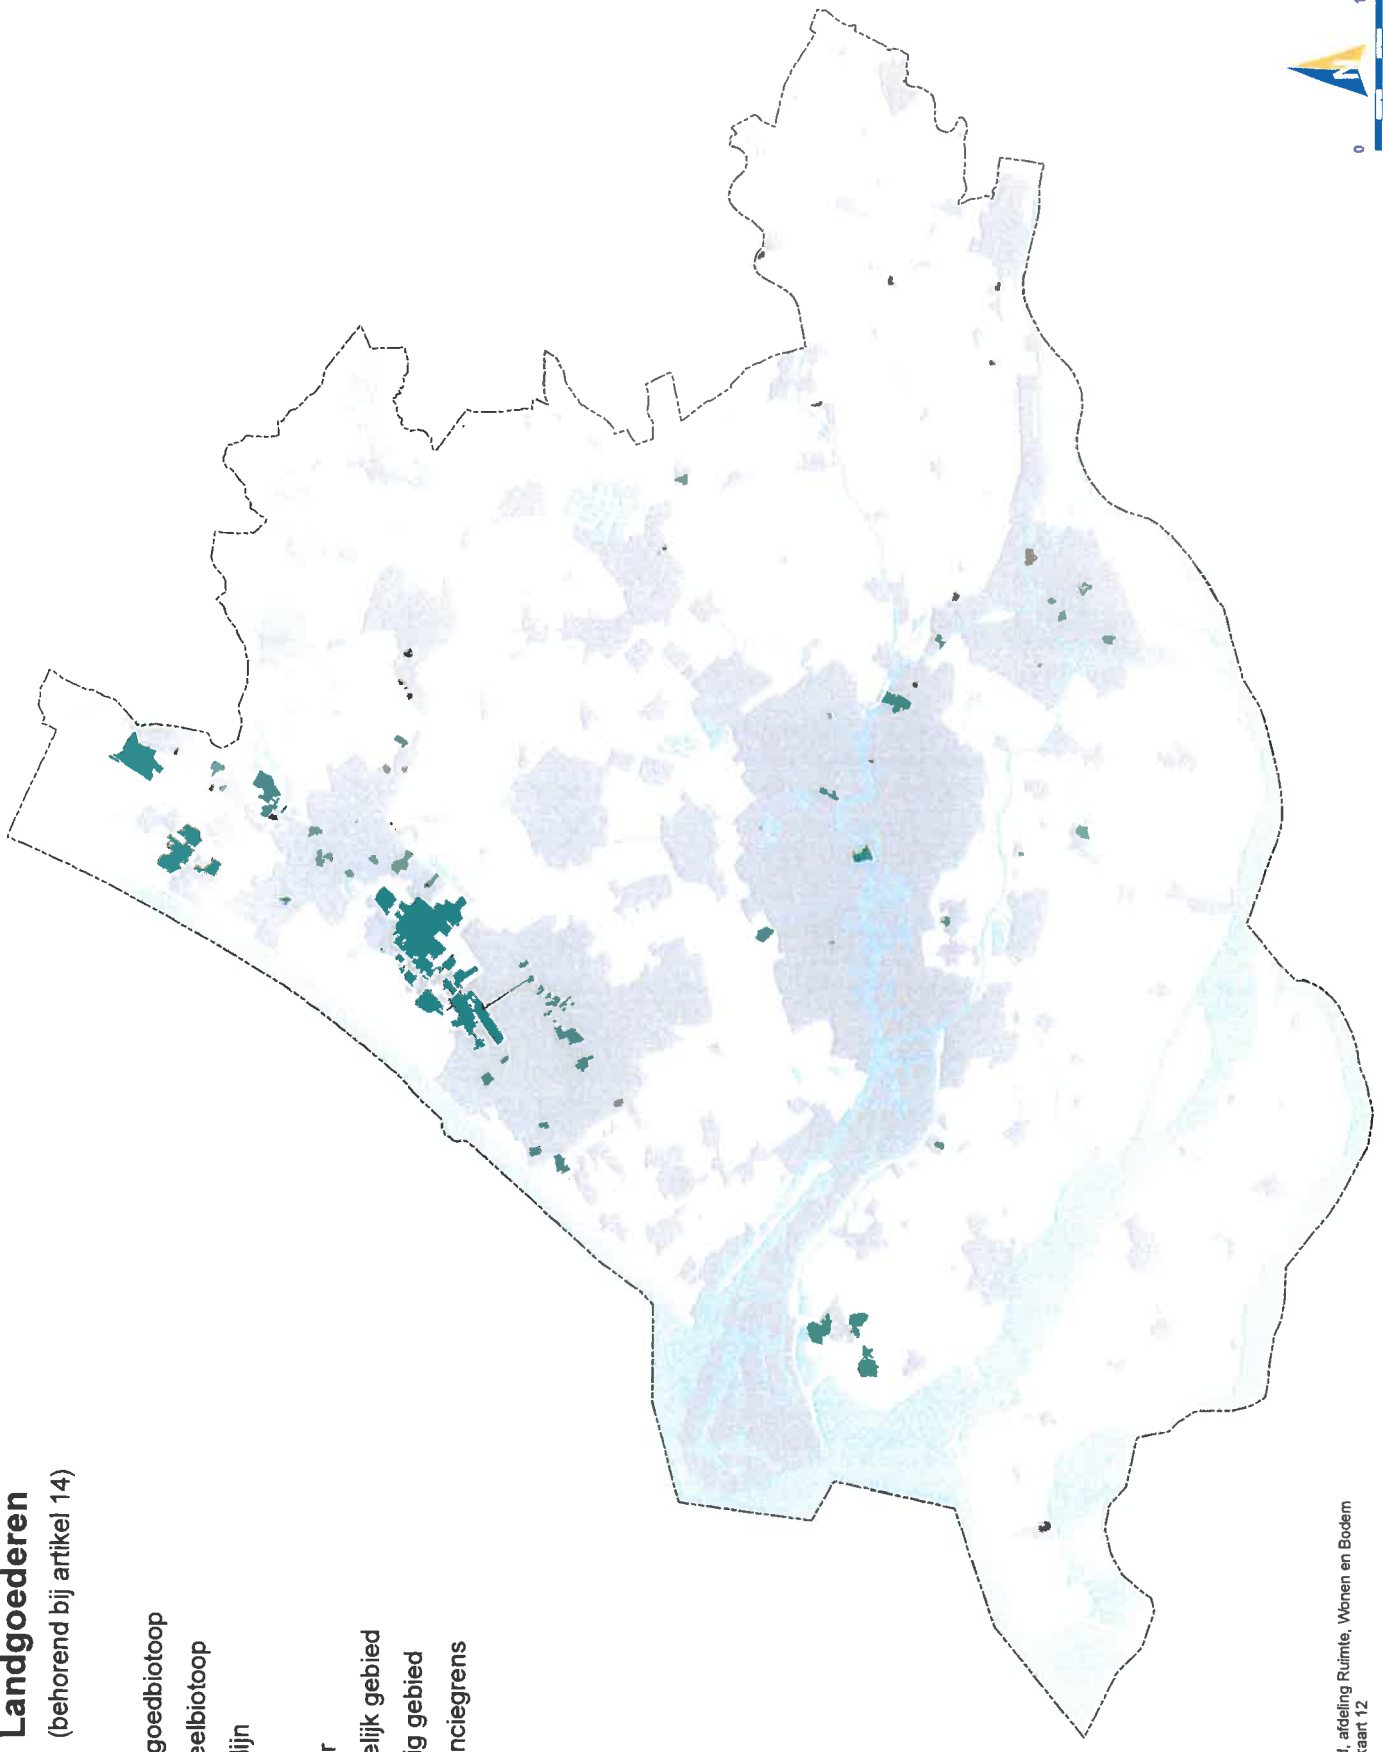 Landgoederen
(behorend bij artikel 14)
goedbiotoop
eelbiotoop
lijn
r
elijk gebied
ig gebied
nciegrens
, afdeling Ruimte, Wonen en Bodem
kaart 12
N
0
1